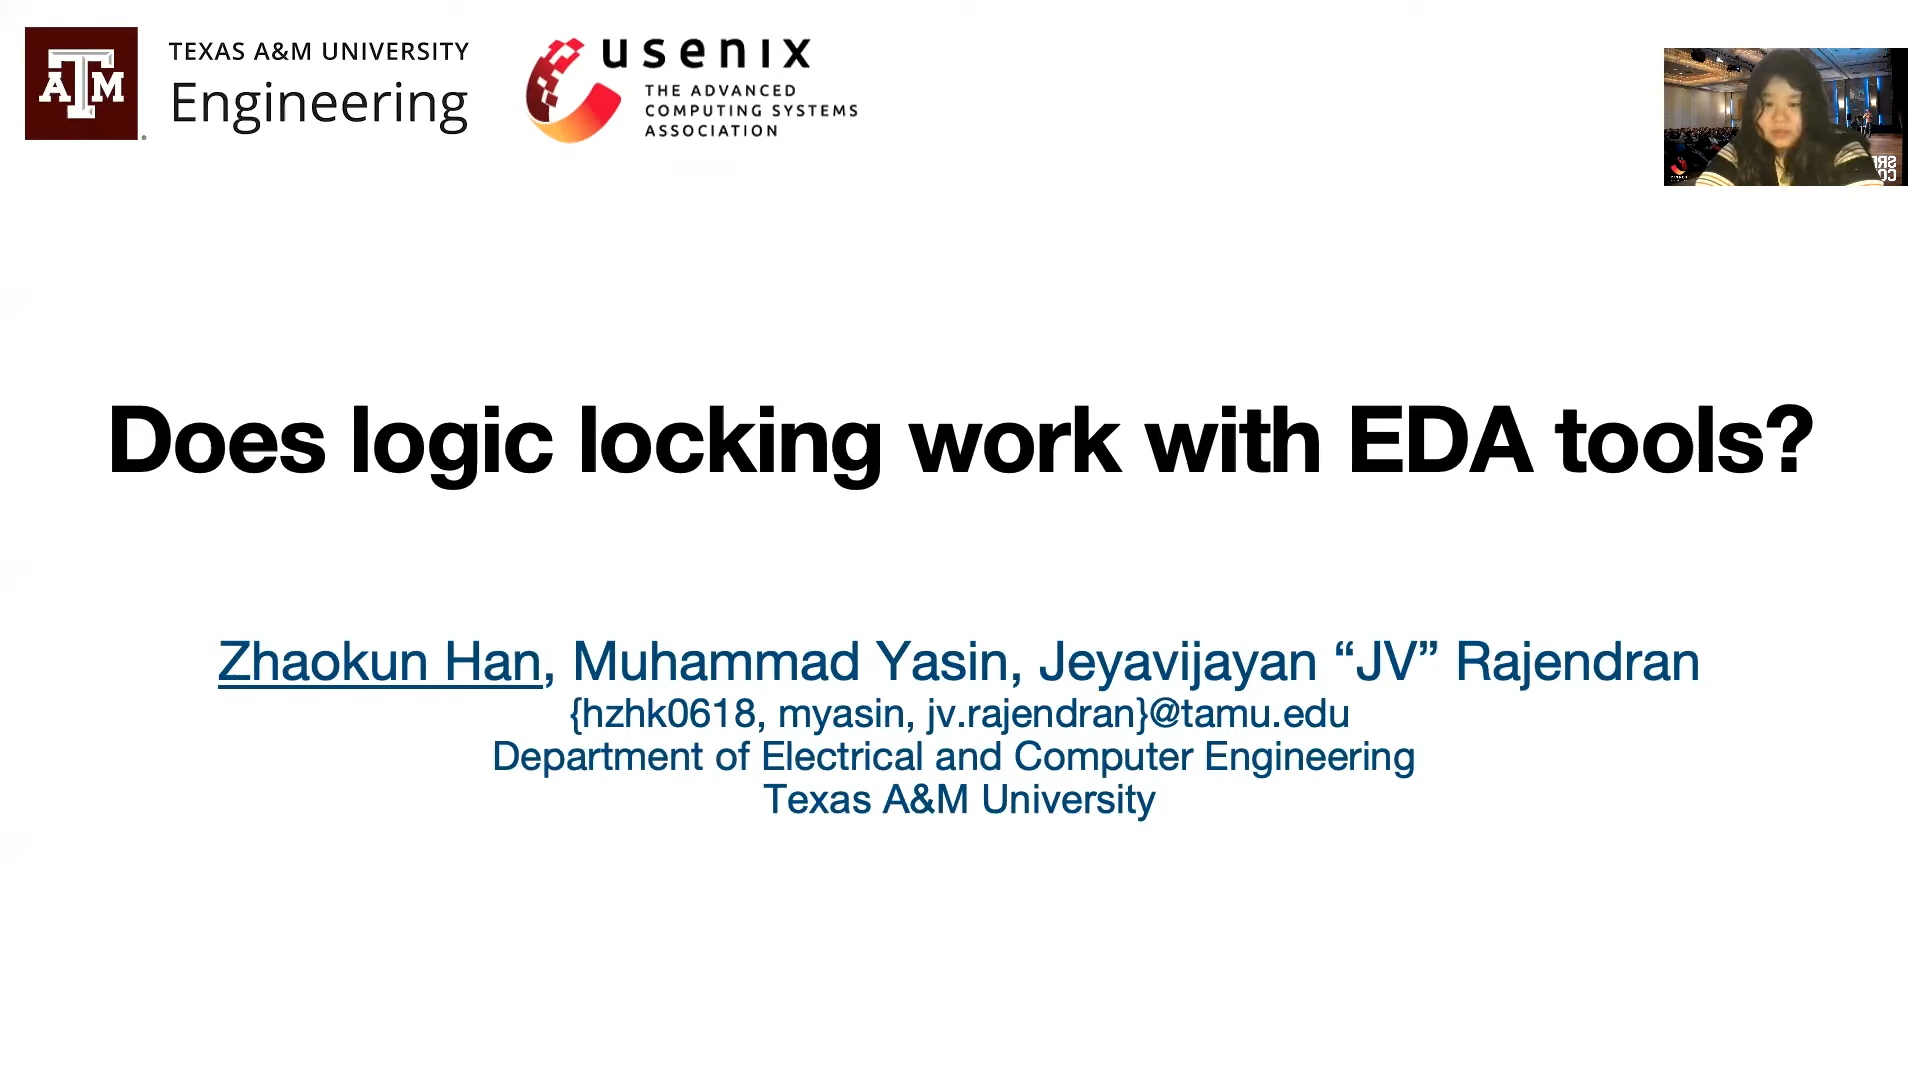 TEXAS A&M UNIVERSITY
Engineering
usenix
THE ADVANCED
COMPUTING SYSTEMS
ASSOCIATION
Does logic locking work with EDA tools?
Zhaokun Han, Muhammad Yasin, Jeyavijayan “JV” Rajendran
{hzhk0618, myasin, jv.rajendran}@tamu.edu
Department of Electrical and Computer Engineering
Texas A&M University